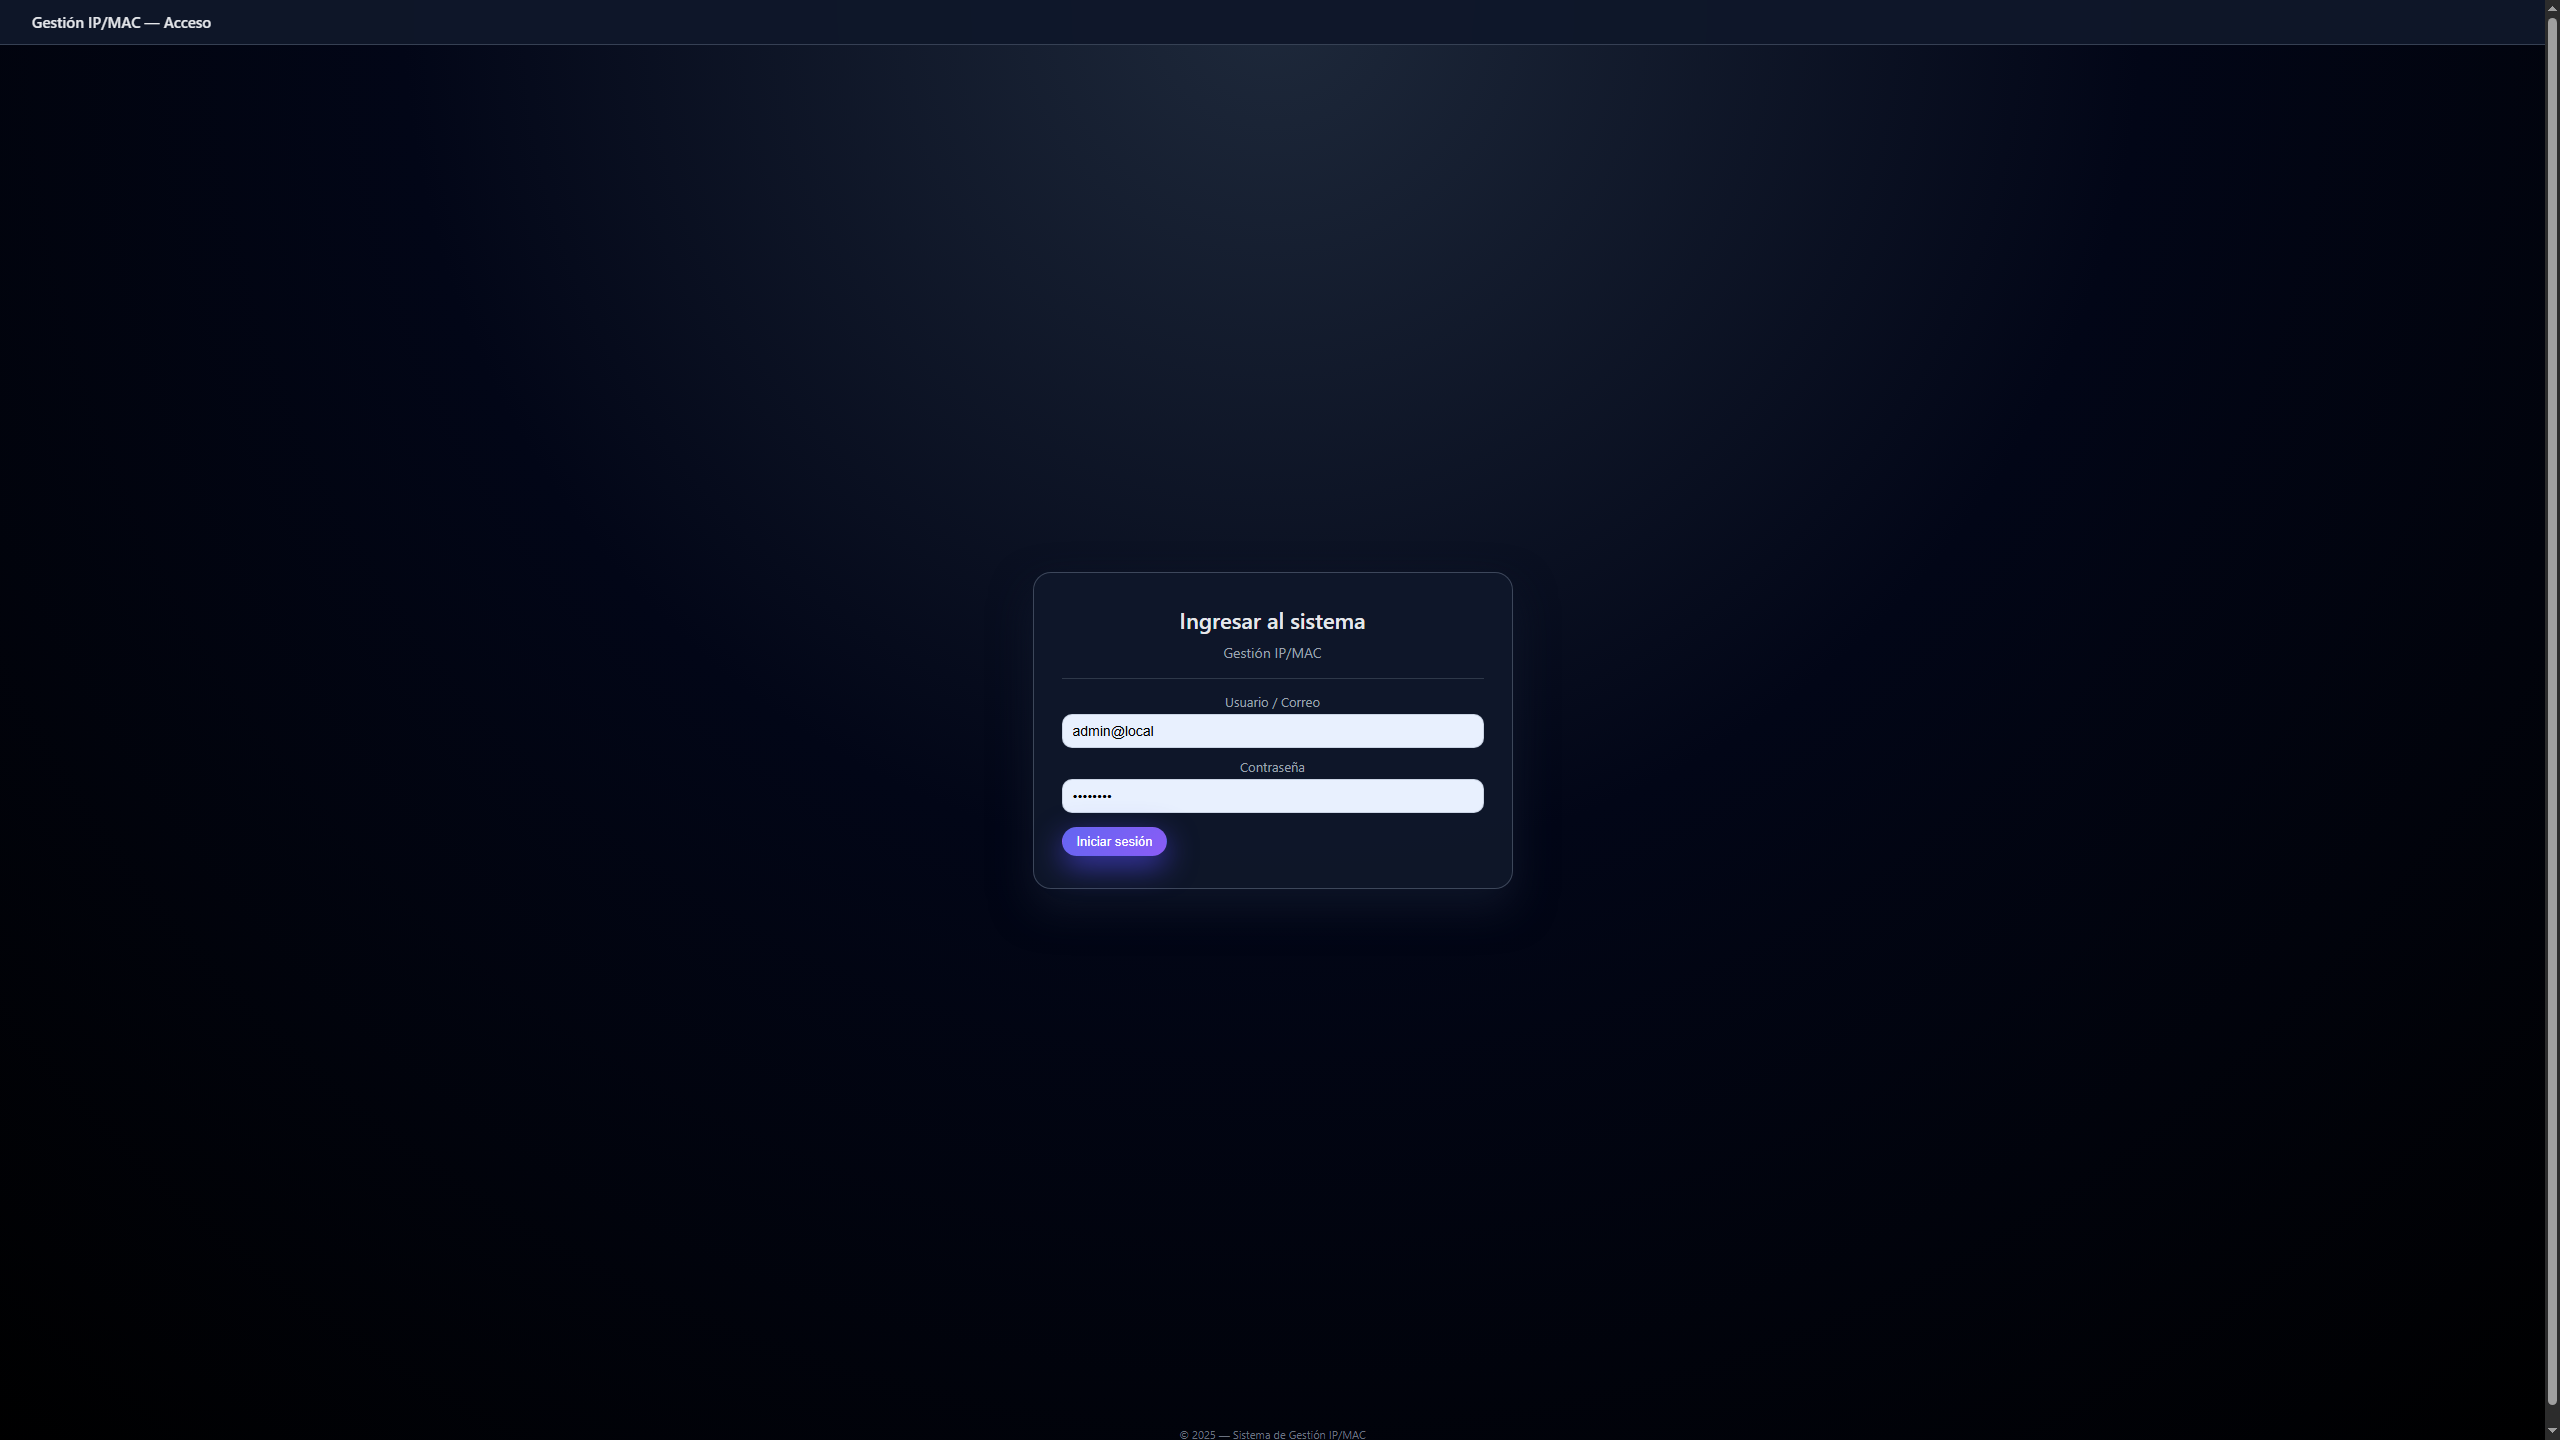 Gestión IP/MAC — Acceso
Ingresar al sistema
Gestión IP/MAC
Usuario / Correo
admin@local
Contraseña
••••••••
Iniciar sesión
© 2025 — Sistema de Gestión IP/MAC